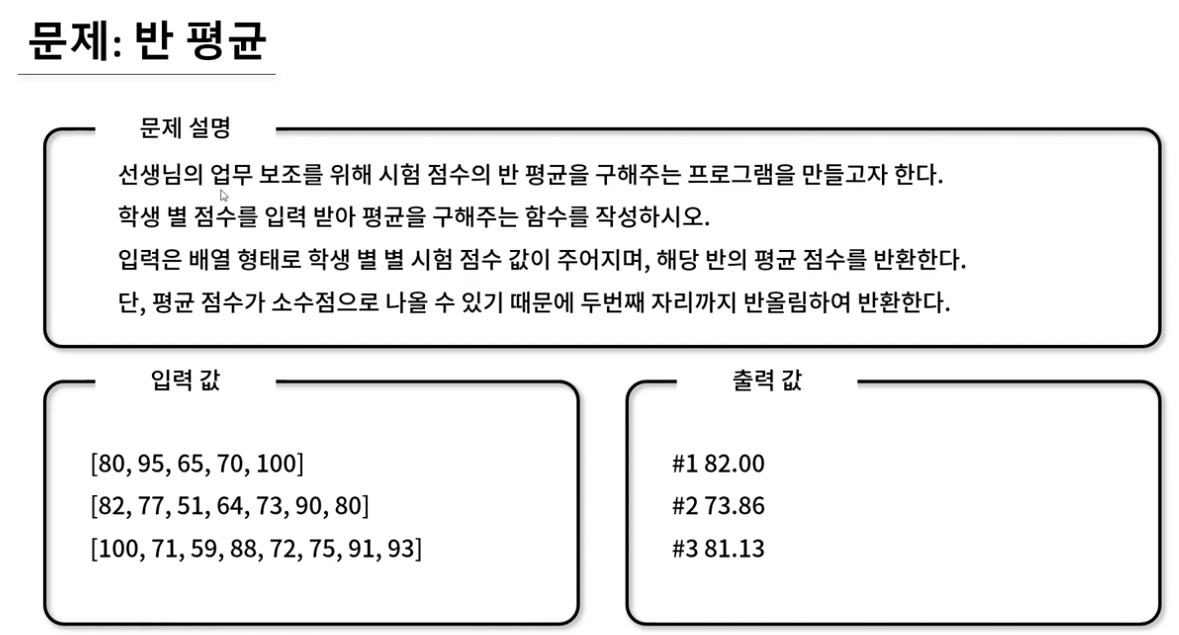 문제: 반 평균
문제 설명
선생님의 업무 보조를 위해 시험 점수의 반 평균을 구해주는 프로그램을 만들고자 한다.
학생 별 점수를 입력 받아 평균을 구해주는 함수를 작성하시오.
입력은 배열 형태로 학생 별 별 시험 점수 값이 주어지며, 해당 반의 평균 점수를 반환한다.
단, 평균 점수가 소수점으로 나올 수 있기 때문에 두번째 자리까지 반올림하여 반환한다.
입력 값
[80, 95, 65, 70, 100]
[82, 77, 51, 64, 73, 90, 80]
[100, 71, 59, 88, 72, 75, 91, 93]
출력 값
#1 82.00
#2 73.86
#3 81.13